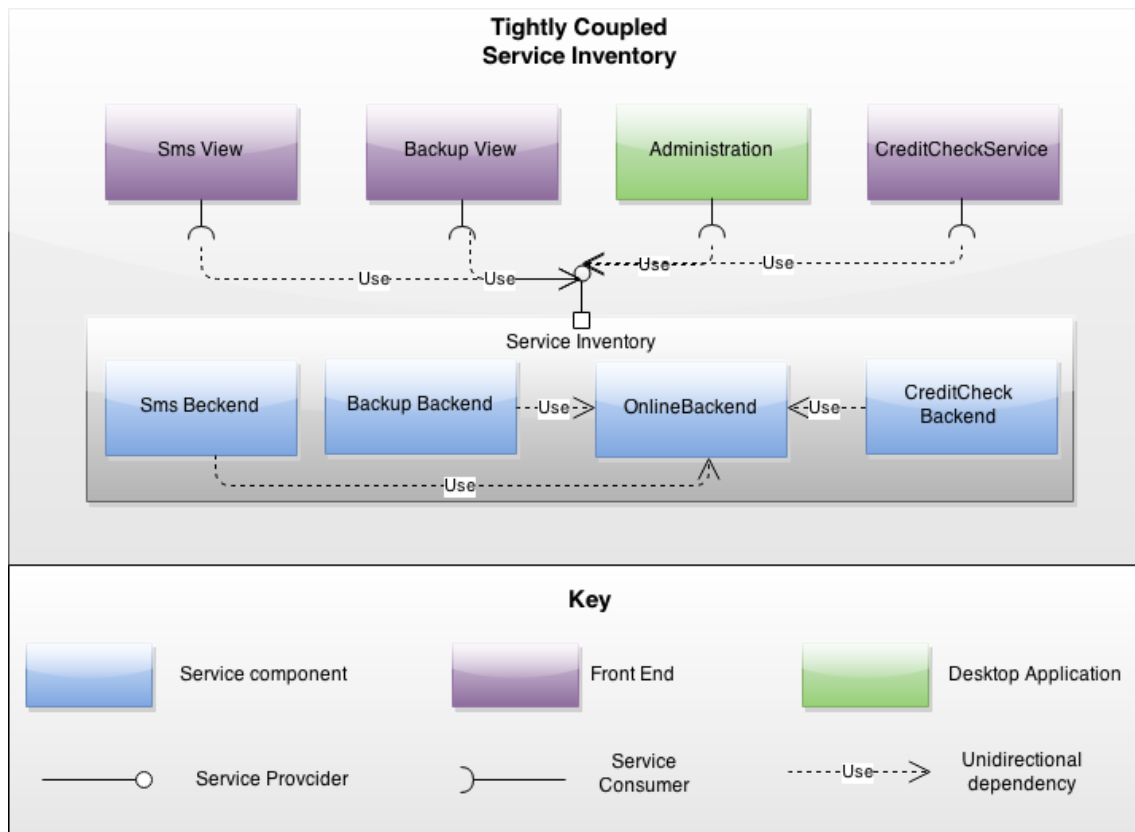 Tightly Coupled
Service Inventory
Sms View
Backup View
Administration
CreditCheckService
Use
Use
Use
Use
Service Inventory
Sms Beckend
Backup Backend
Use
OnlineBackend
Use
CreditCheck
Backend
Use
Key
Service component
Front End
Desktop Application
Service Provcider
Service
Consumer
Use
Unidirectional
dependency